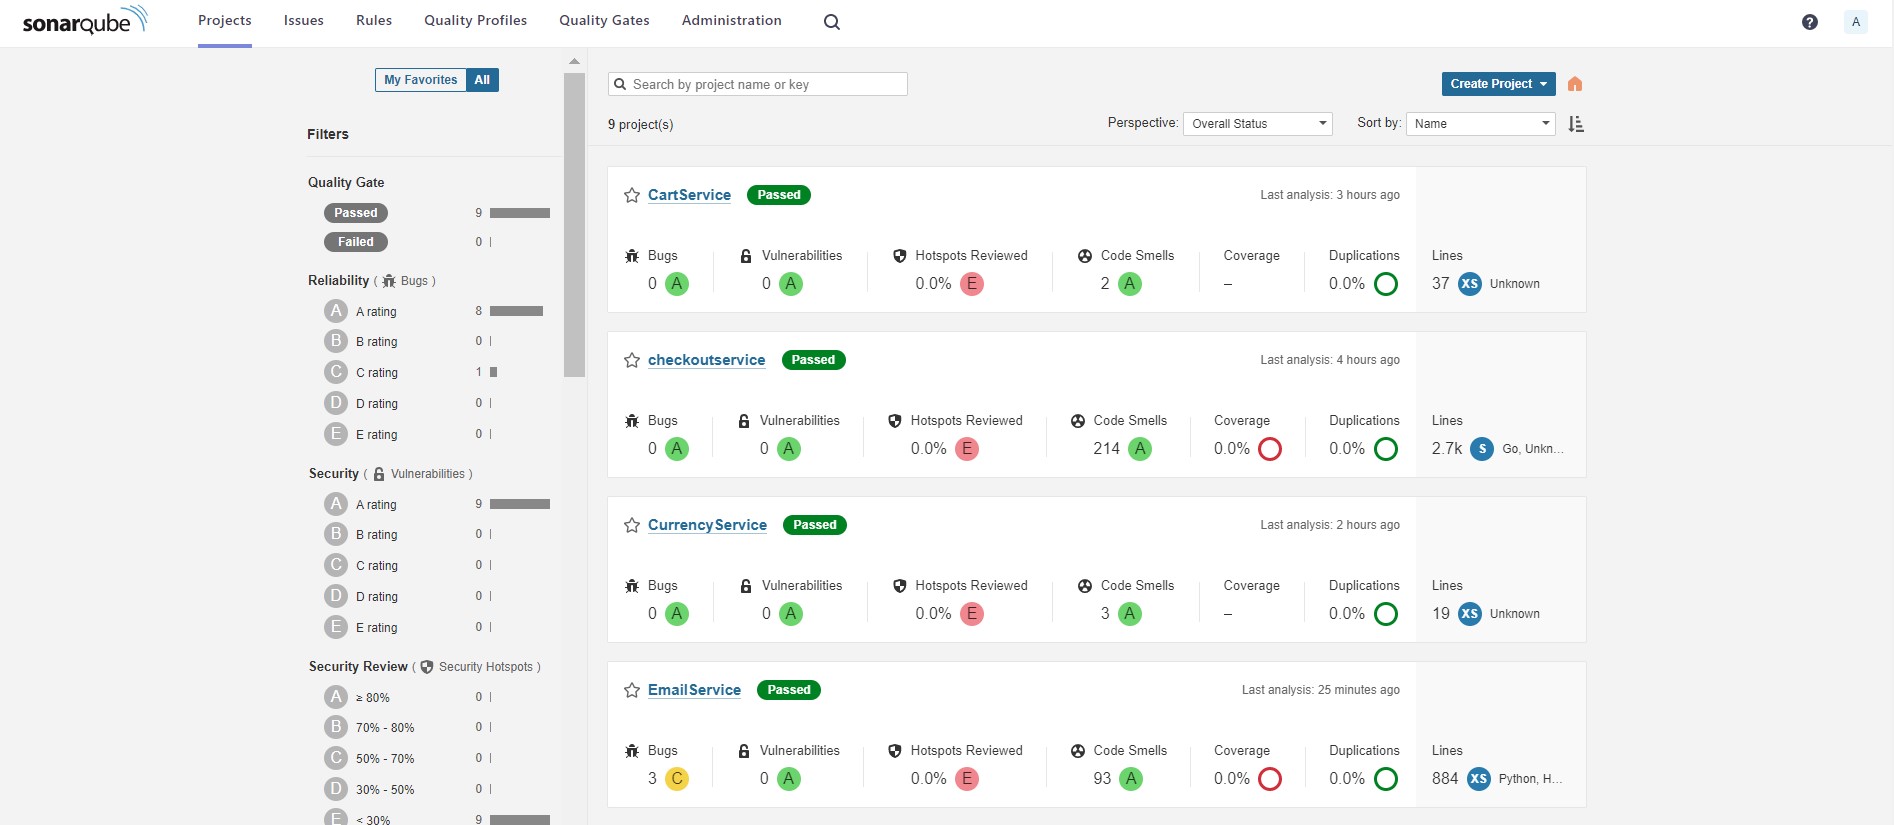 sonarqube Projects Issues Rules Quality Profiles Quality Gates Administration ? A
My Favorites All
Filters
Quality Gate
Passed 9
Failed 0
Reliability ( Bugs )
A A rating 8
B B rating 0
C C rating 1
D D rating 0
E E rating 0
Security ( Vulnerabilities )
A A rating 9
B B rating 0
C C rating 0
D D rating 0
E E rating 0
Security Review ( Security Hotspots )
A ≥ 80% 0
B 70% - 80% 0
C 50% - 70% 0
D 30% - 50% 0
E < 30% 9
Search by project name or key Create Project
9 project(s) Perspective: Overall Status Sort by: Name
CartService Passed Last analysis: 3 hours ago
Bugs Vulnerabilities Hotspots Reviewed Code Smells Coverage Duplications Lines
0 A 0 A 0.0% E 2 A – 0.0% 37 XS Unknown
checkoutservice Passed Last analysis: 4 hours ago
Bugs Vulnerabilities Hotspots Reviewed Code Smells Coverage Duplications Lines
0 A 0 A 0.0% E 214 A 0.0% 0.0% 2.7k S Go, Unkn...
CurrencyService Passed Last analysis: 2 hours ago
Bugs Vulnerabilities Hotspots Reviewed Code Smells Coverage Duplications Lines
0 A 0 A 0.0% E 3 A – 0.0% 19 XS Unknown
EmailService Passed Last analysis: 25 minutes ago
Bugs Vulnerabilities Hotspots Reviewed Code Smells Coverage Duplications Lines
3 C 0 A 0.0% E 93 A 0.0% 0.0% 884 XS Python, H...